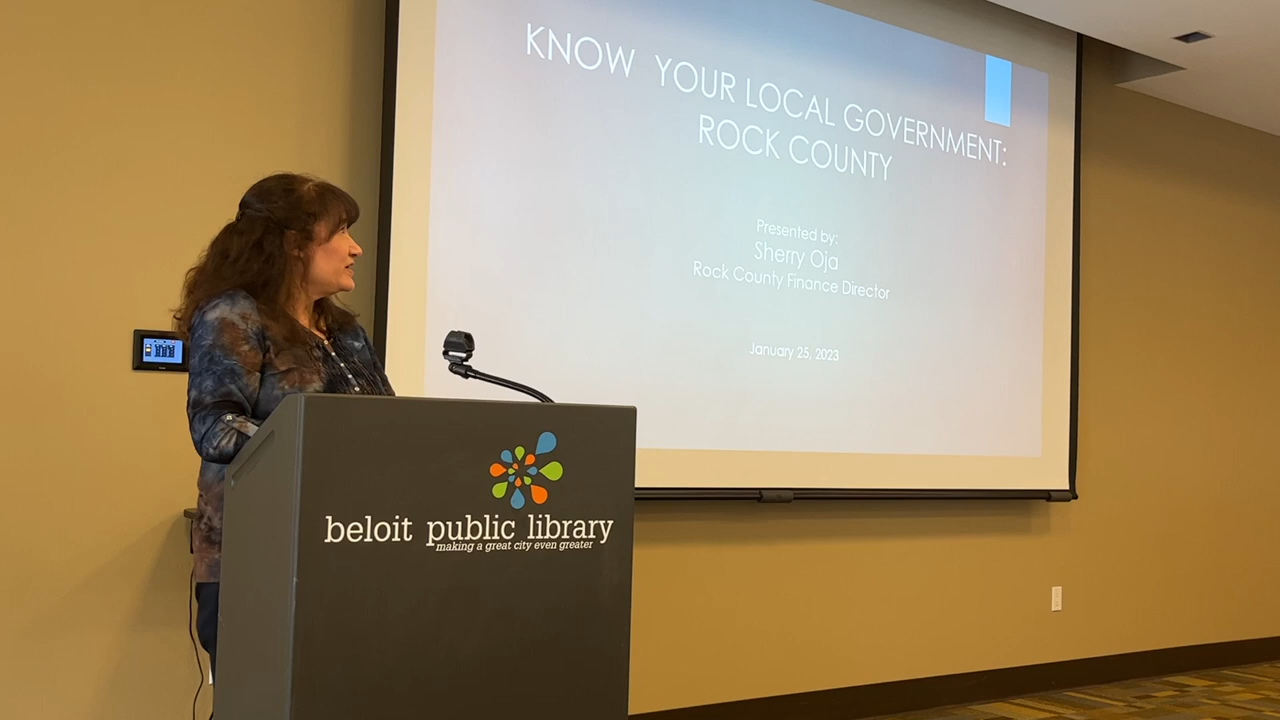 KNOW YOUR LOCAL GOVERNMENT:
ROCK COUNTY
Presented by:
Sherry Oja
Rock County Finance Director
January 25, 2023
beloit public library
making a great city even greater